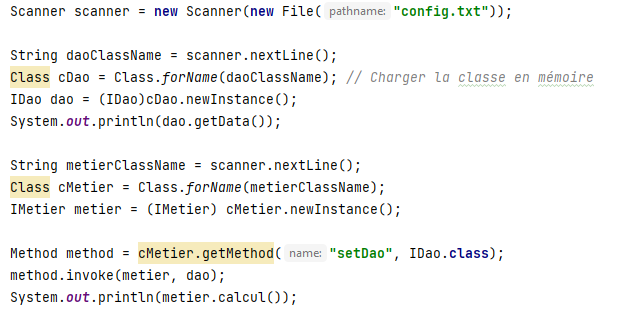 Scanner scanner = new Scanner(new File( pathname: "config.txt"));
String daoClassName = scanner.nextLine();
Class cDao = Class.forName(daoClassName); // Charger la classe en mémoire
IDao dao = (IDao)cDao.newInstance();
System.out.println(dao.getData());
String metierClassName = scanner.nextLine();
Class cMetier = Class.forName(metierClassName);
IMetier metier = (IMetier) cMetier.newInstance();
Method method = cMetier.getMethod( name: "setDao", IDao.class);
method.invoke(metier, dao);
System.out.println(metier.calcul());